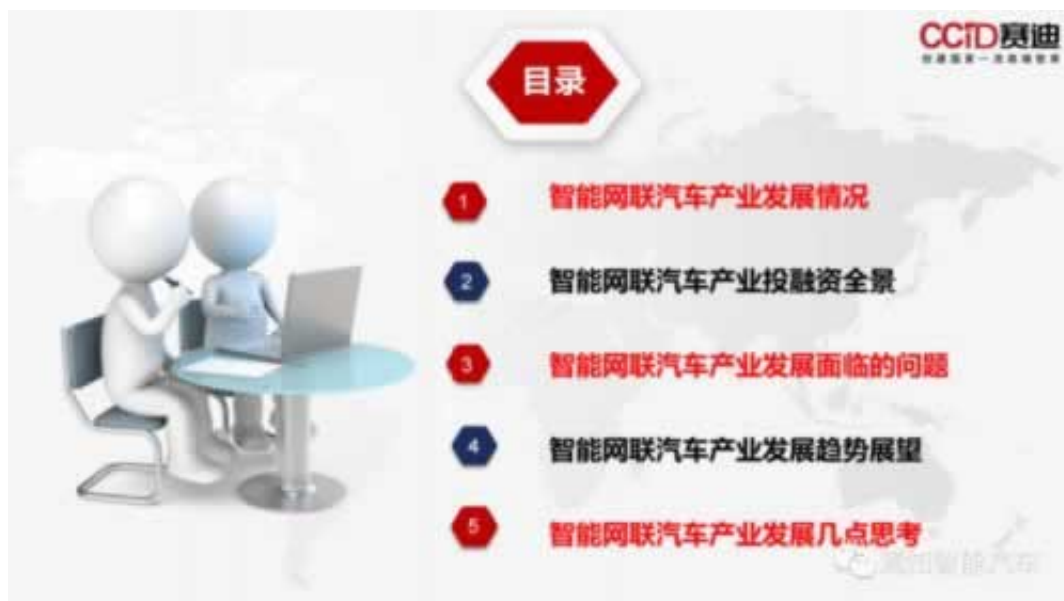 CCID赛迪
目录
1 智能网联汽车产业发展情况
2 智能网联汽车产业投融资全景
3 智能网联汽车产业发展面临的问题
4 智能网联汽车产业发展趋势展望
5 智能网联汽车产业发展几点思考
智能汽车